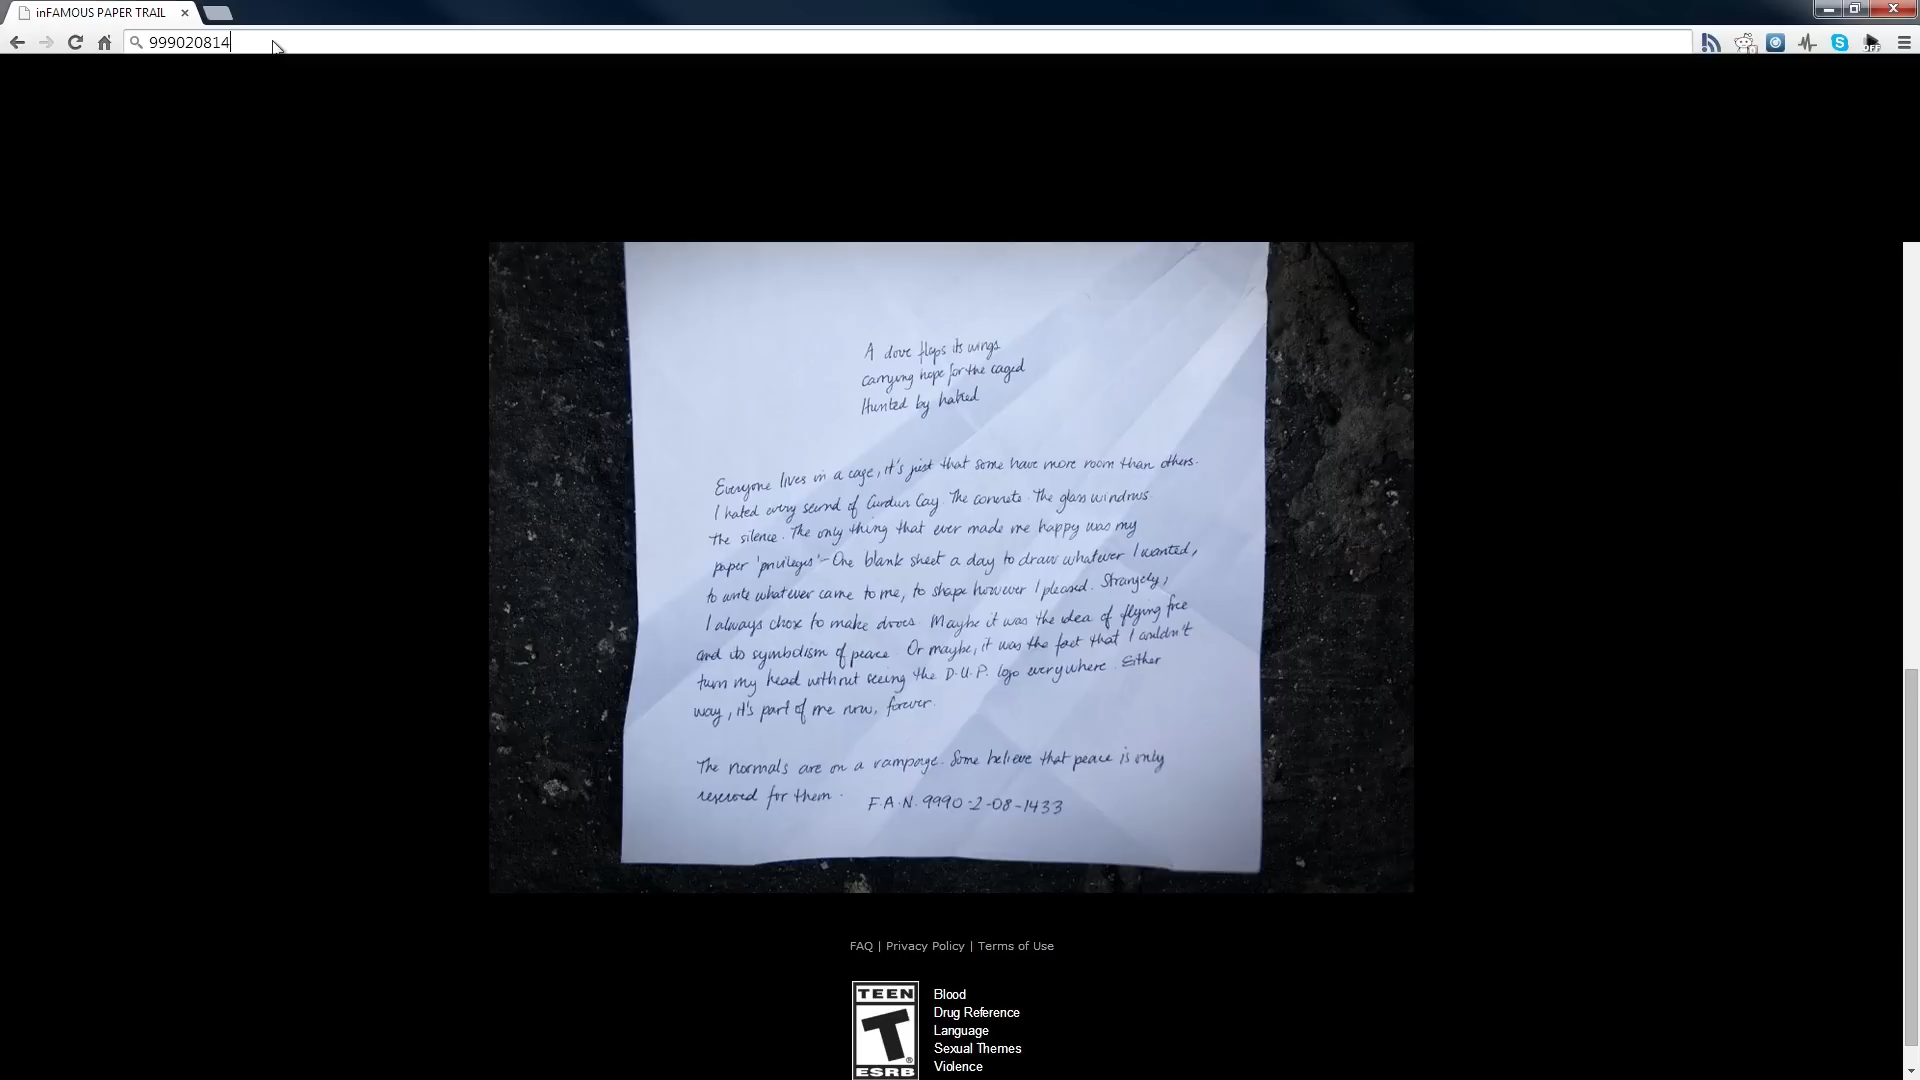 inFAMOUS PAPER TRAIL
999020814
OFF
A dove flaps its wings
Carrying hope for the caged
Hunted by hatred
Everyone lives in a cage, it's just that some have more room than others.
I hated every second of Curdun Cay. The concrete. The glass windows
The silence. The only thing that ever made me happy was my
paper 'privileges' - One blank sheet a day to draw whatever I wanted,
to write whatever came to me, to shape however I pleased. Strangely,
I always chose to make doves. Maybe it was the idea of flying free
and its symbolism of peace. Or maybe, it was the fact that I couldn't
turn my head without seeing the D.U.P. logo everywhere. Either
way, it's part of me now, forever.
The normals are on a rampage. Some believe that peace is only
reserved for them. F.A.N. 9990-2-08-1433
FAQ | Privacy Policy | Terms of Use
TEEN
T
ESRB
Blood
Drug Reference
Language
Sexual Themes
Violence